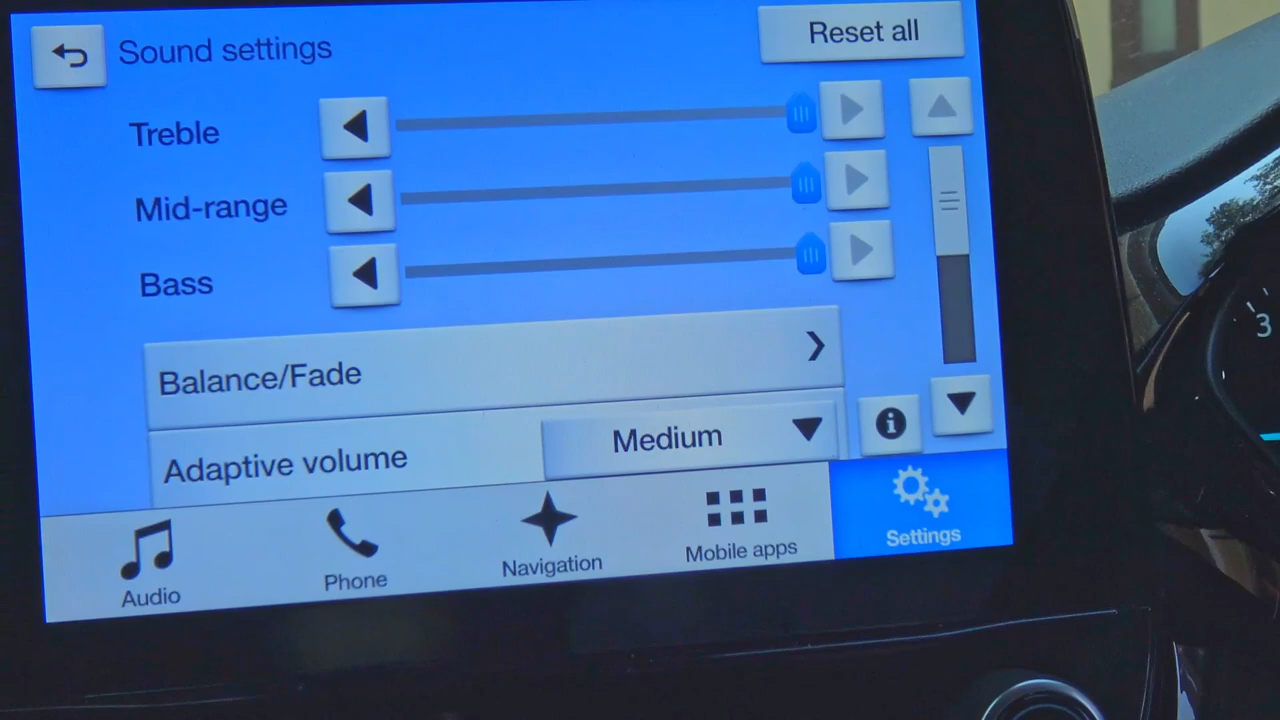 Sound settings
Reset all
Treble
Mid-range
Bass
Balance/Fade
Adaptive volume
Medium
Audio
Phone
Navigation
Mobile apps
Settings
3